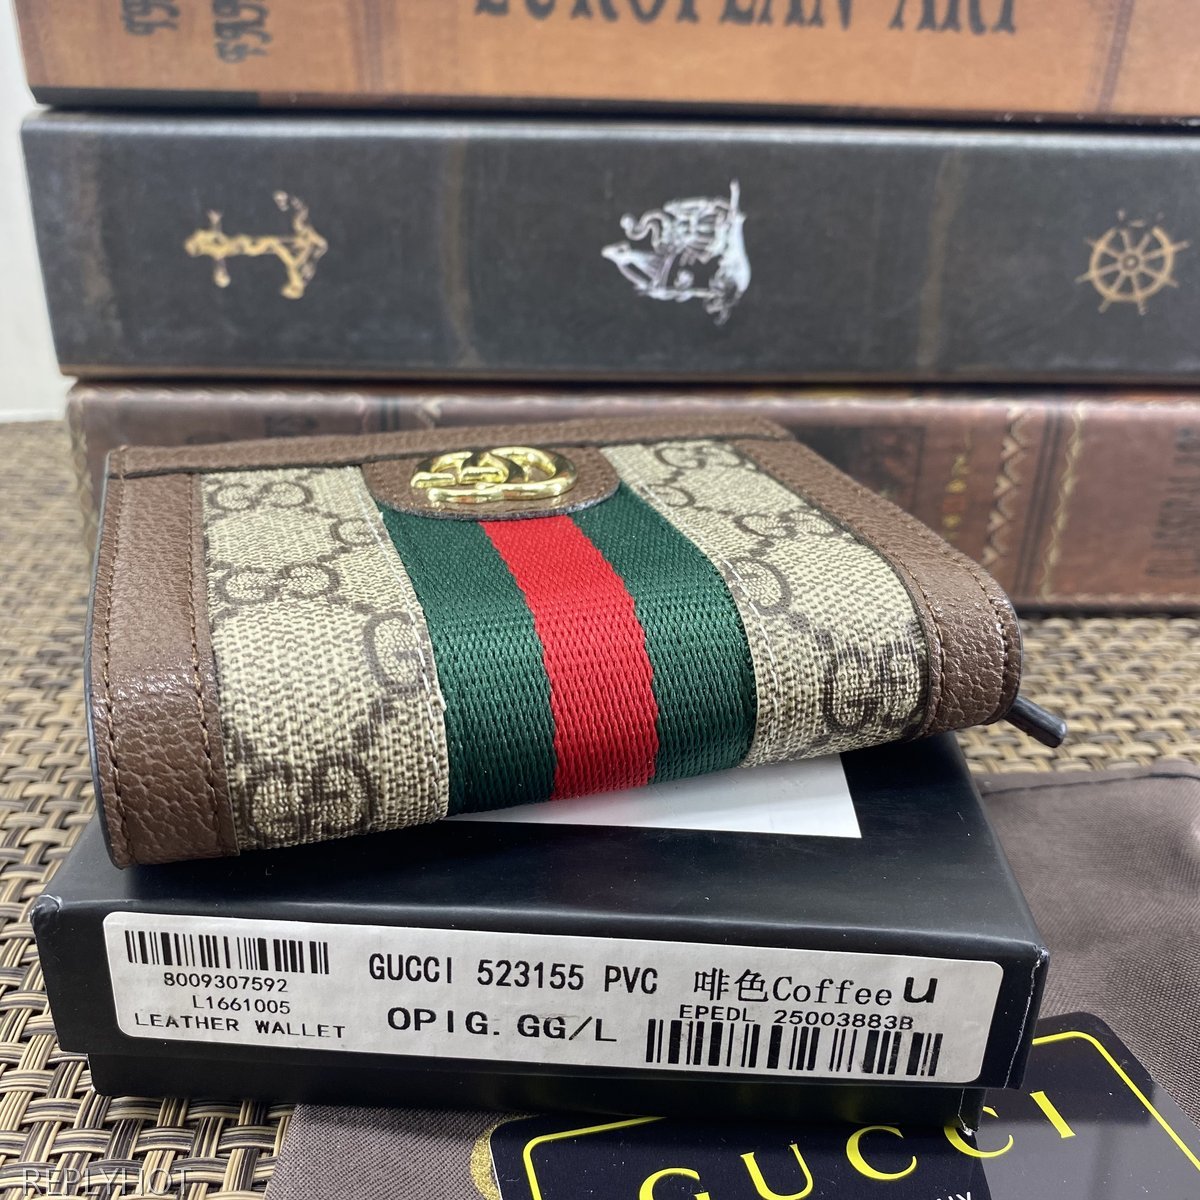 EUROPEAN ART
8009307592
L1661005
LEATHER WALLET
GUCCI 523155 PVC 啡色Coffee u
OPIG. GG/L
EPEDL 25003883B
GUCCI
REPLYHOT